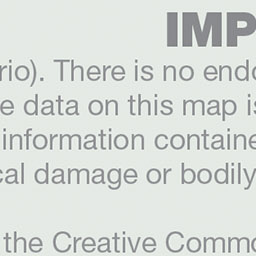 IMP
rio). There is no endo
e data on this map is
information containe
cal damage or bodily
the Creative Commo